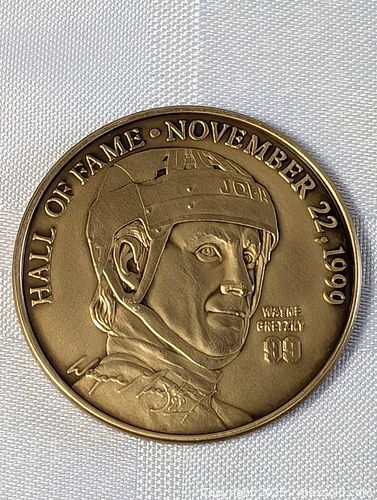 HALL OF FAME • NOVEMBER 22, 1999
JOFA
WAYNE
GRETZKY
99